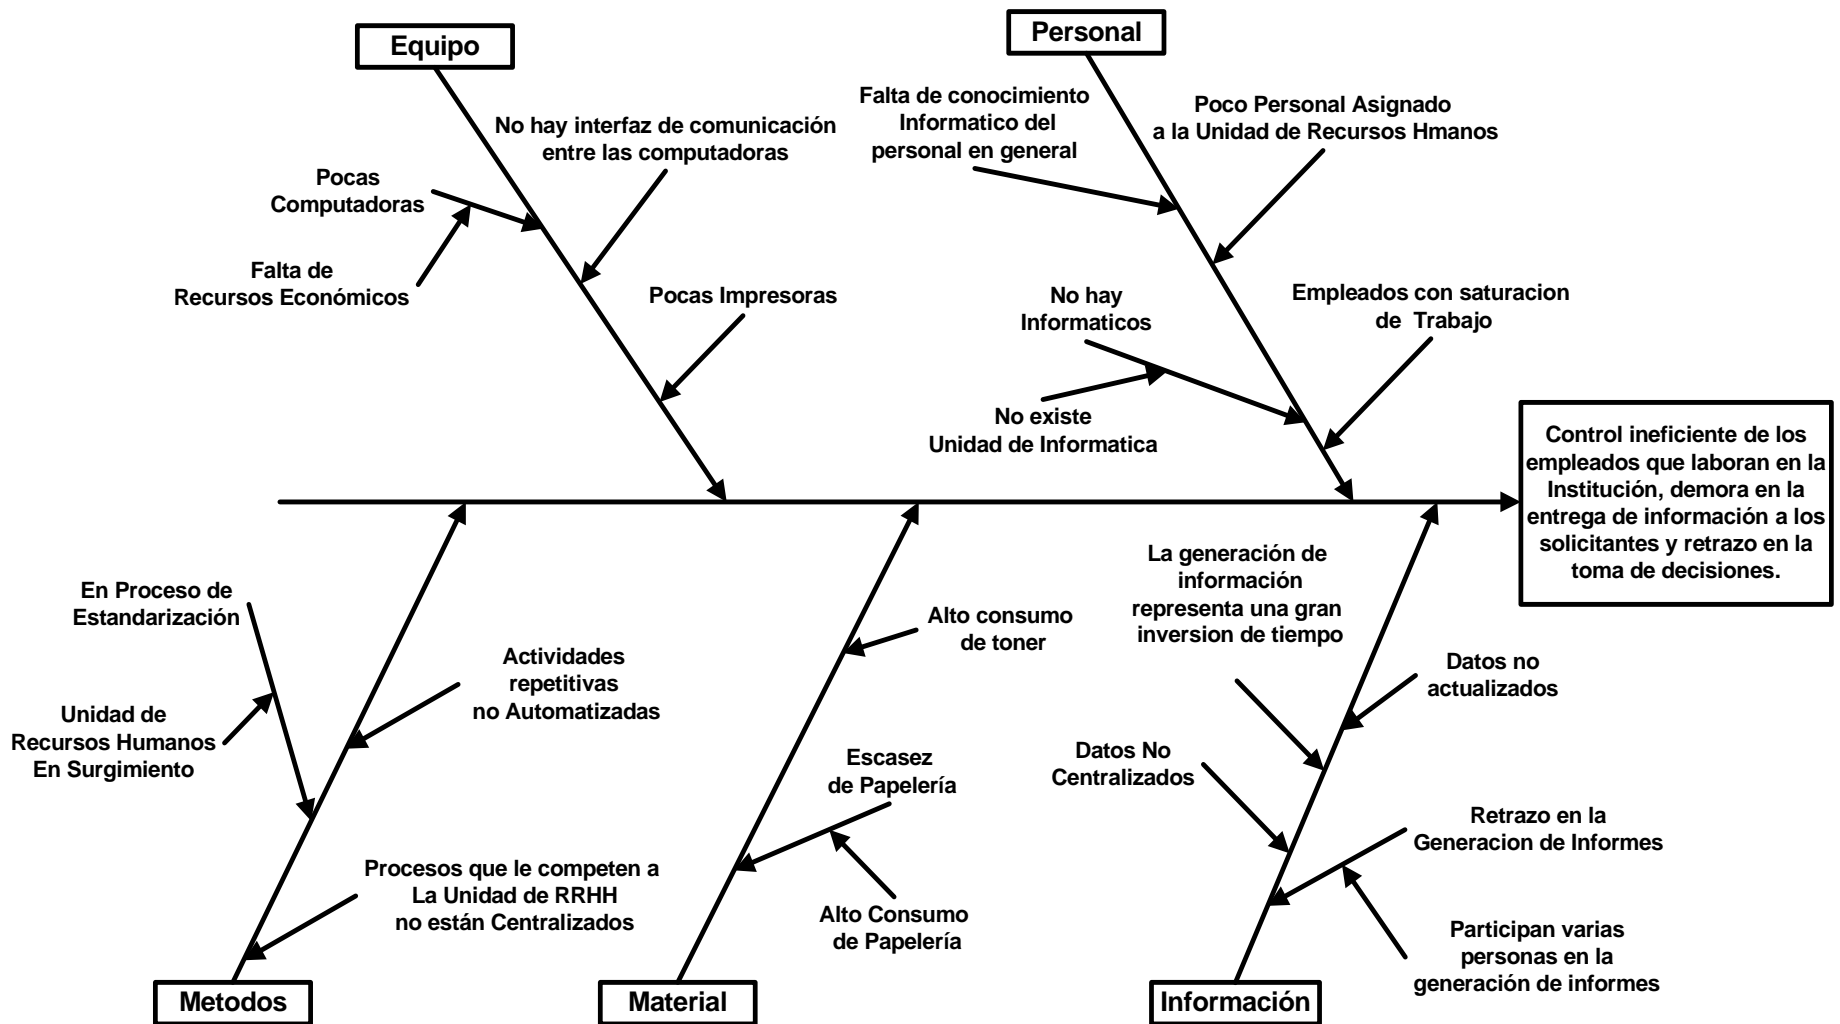 Equipo
Personal
No hay interfaz de comunicación
entre las computadoras
Pocas
Computadoras
Falta de
Recursos Económicos
Pocas Impresoras
Falta de conocimiento
Informatico del
personal en general
Poco Personal Asignado
a la Unidad de Recursos Hmanos
No hay
Informaticos
No existe
Unidad de Informatica
Empleados con saturacion
de Trabajo
Control ineficiente de los
empleados que laboran en la
Institución, demora en la
entrega de información a los
solicitantes y retrazo en la
toma de decisiones.
En Proceso de
Estandarización
Unidad de
Recursos Humanos
En Surgimiento
Actividades
repetitivas
no Automatizadas
Procesos que le competen a
La Unidad de RRHH
no están Centralizados
Alto consumo
de toner
Escasez
de Papelería
Alto Consumo
de Papelería
La generación de
información
representa una gran
inversion de tiempo
Datos no
actualizados
Datos No
Centralizados
Retrazo en la
Generacion de Informes
Participan varias
personas en la
generación de informes
Metodos
Material
Información